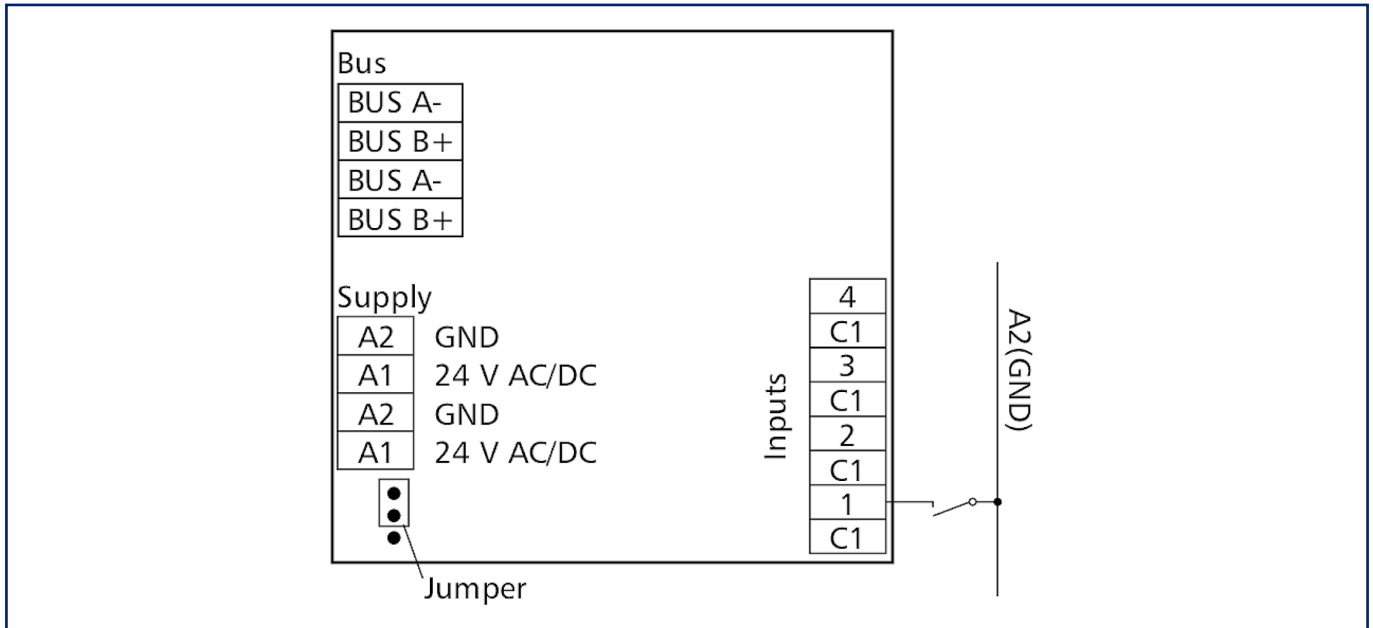 Bus
BUS A-
BUS B+
BUS A-
BUS B+
Supply
A2 GND
A1 24 V AC/DC
A2 GND
A1 24 V AC/DC
Jumper
Inputs
4
C1
3
C1
2
C1
1
C1
A2(GND)